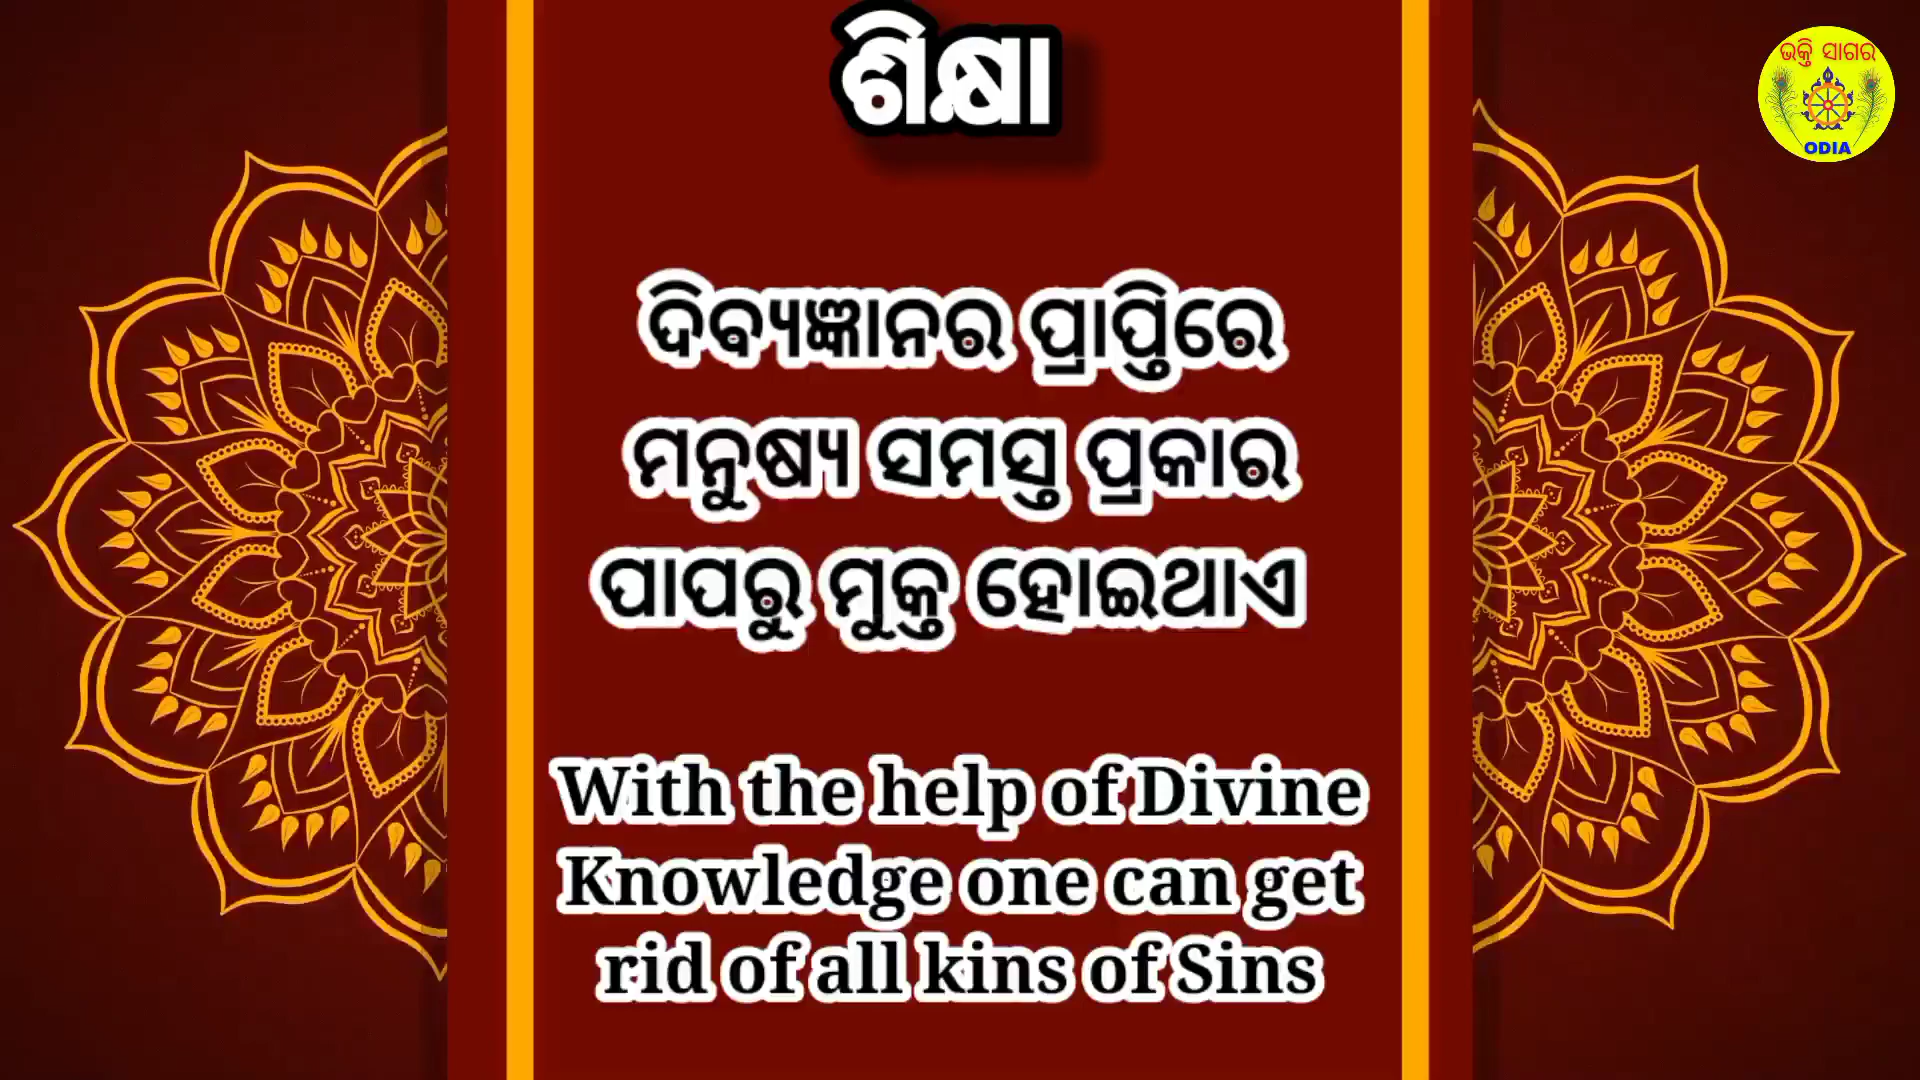 ଶିକ୍ଷା
ଭକ୍ତି ସାଗର
ODIA
ଦିବ୍ୟଜ୍ଞାନର ପ୍ରାପ୍ତିରେ
ମନୁଷ୍ୟ ସମସ୍ତ ପ୍ରକାର
ପାପରୁ ମୁକ୍ତ ହୋଇଥାଏ
With the help of Divine
Knowledge one can get
rid of all kins of Sins